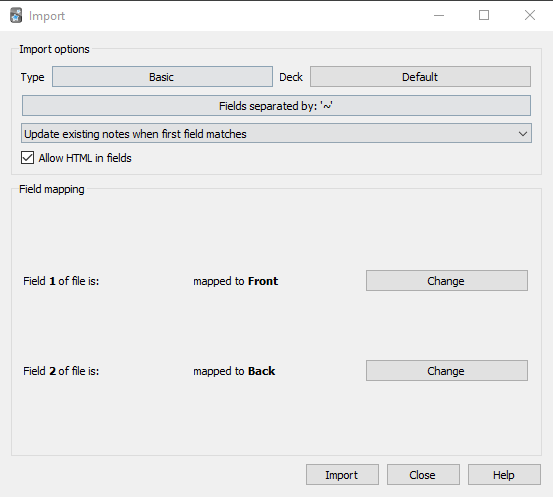 Import
Import options
Type Basic Deck Default
Fields separated by: '~'
Update existing notes when first field matches
Allow HTML in fields
Field mapping
Field 1 of file is: mapped to Front Change
Field 2 of file is: mapped to Back Change
Import Close Help